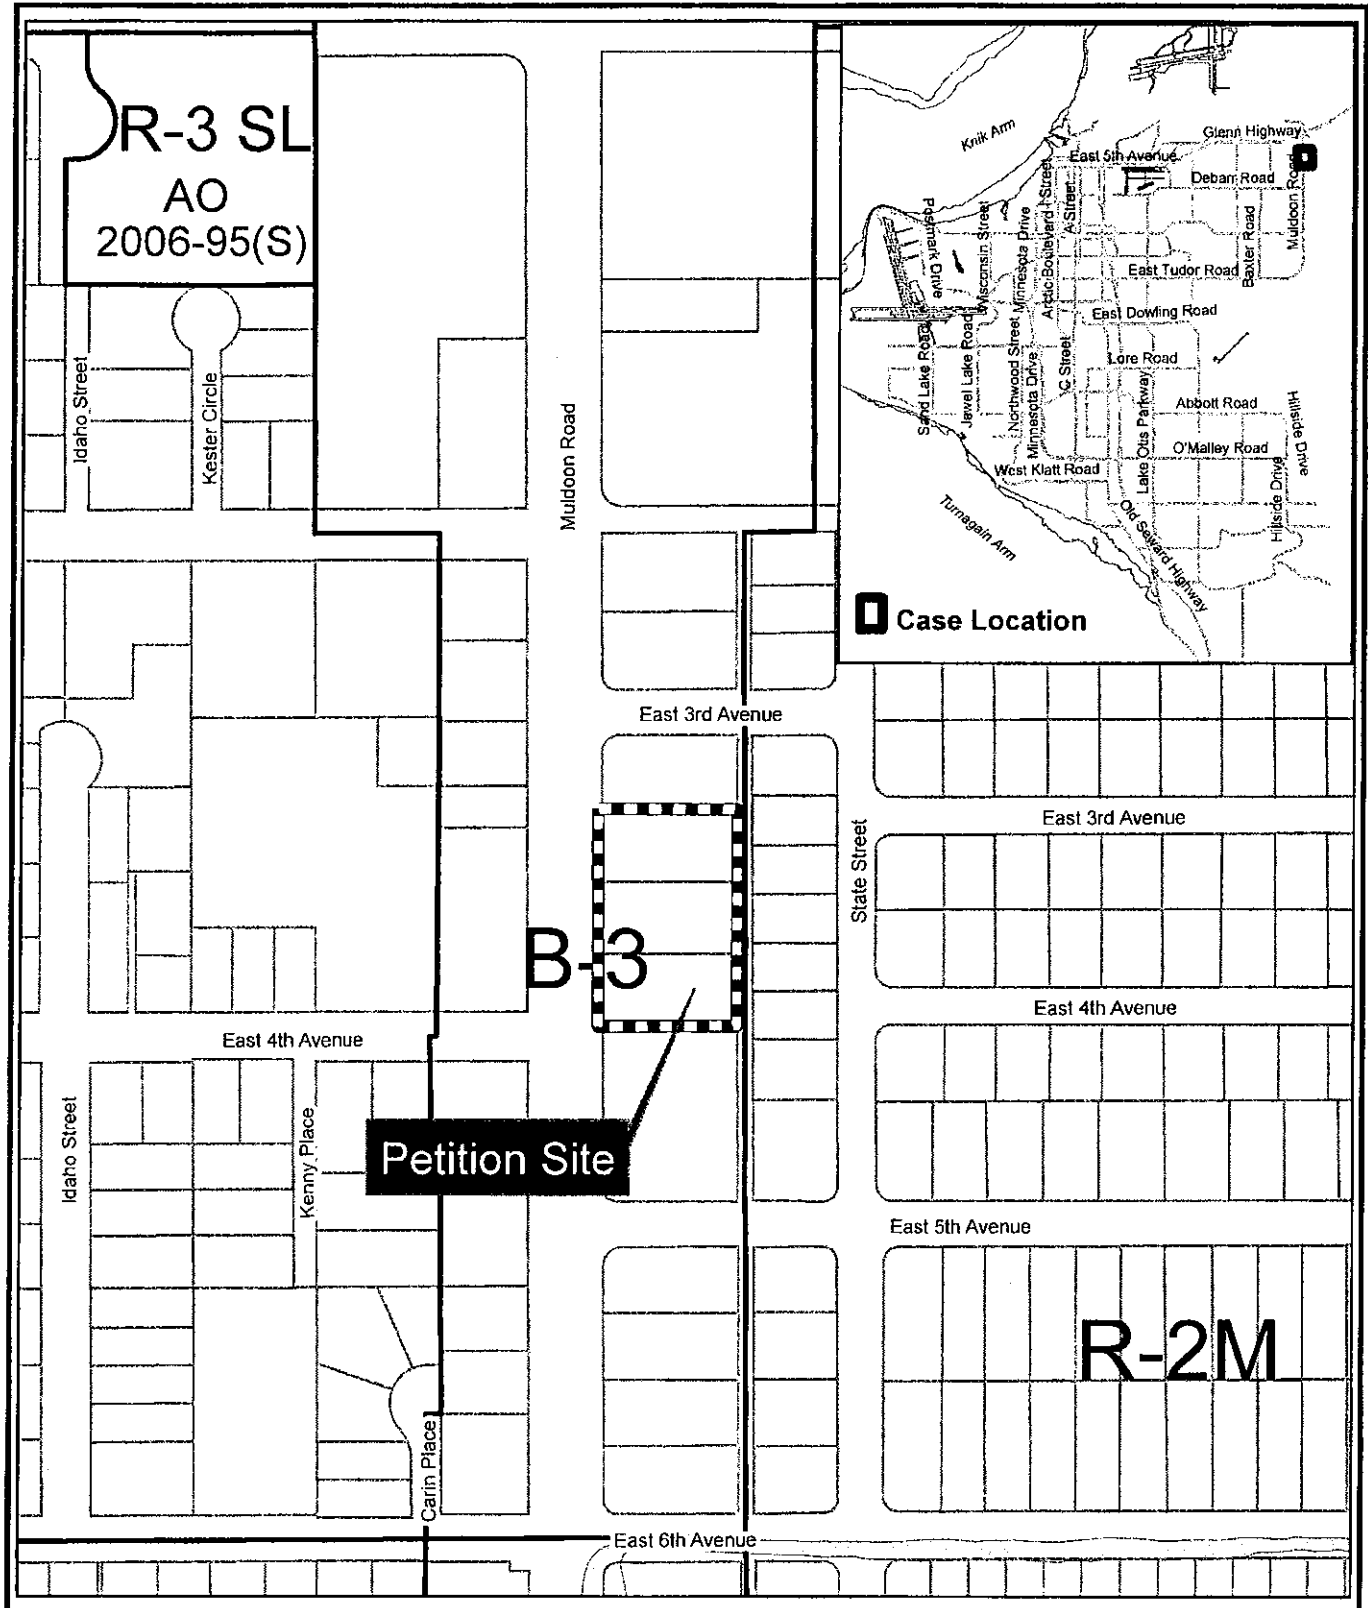 R-3 SL
AO
2006-95(S)
Idaho Street
Kester Circle
Muldoon Road
Knik Arm
Glenn Highway
East 5th Avenue
Debarr Road
Muldoon Road
Postmark Drive
Wisconsin Street
Minnesota Drive
Arctic Boulevard
I Street
A Street
Baxter Road
East Tudor Road
East Dowling Road
Sand Lake Road
Jewel Lake Road
Northwood Street
Minnesota Drive
C Street
Lore Road
Lake Otis Parkway
Abbott Road
Hillside Drive
O'Malley Road
West Klatt Road
Hillside Drive
Turnagain Arm
Old Seward Highway
Case Location
East 3rd Avenue
East 3rd Avenue
State Street
B-3
East 4th Avenue
East 4th Avenue
Idaho Street
Kenny Place
Petition Site
East 5th Avenue
R-2M
Carin Place
East 6th Avenue